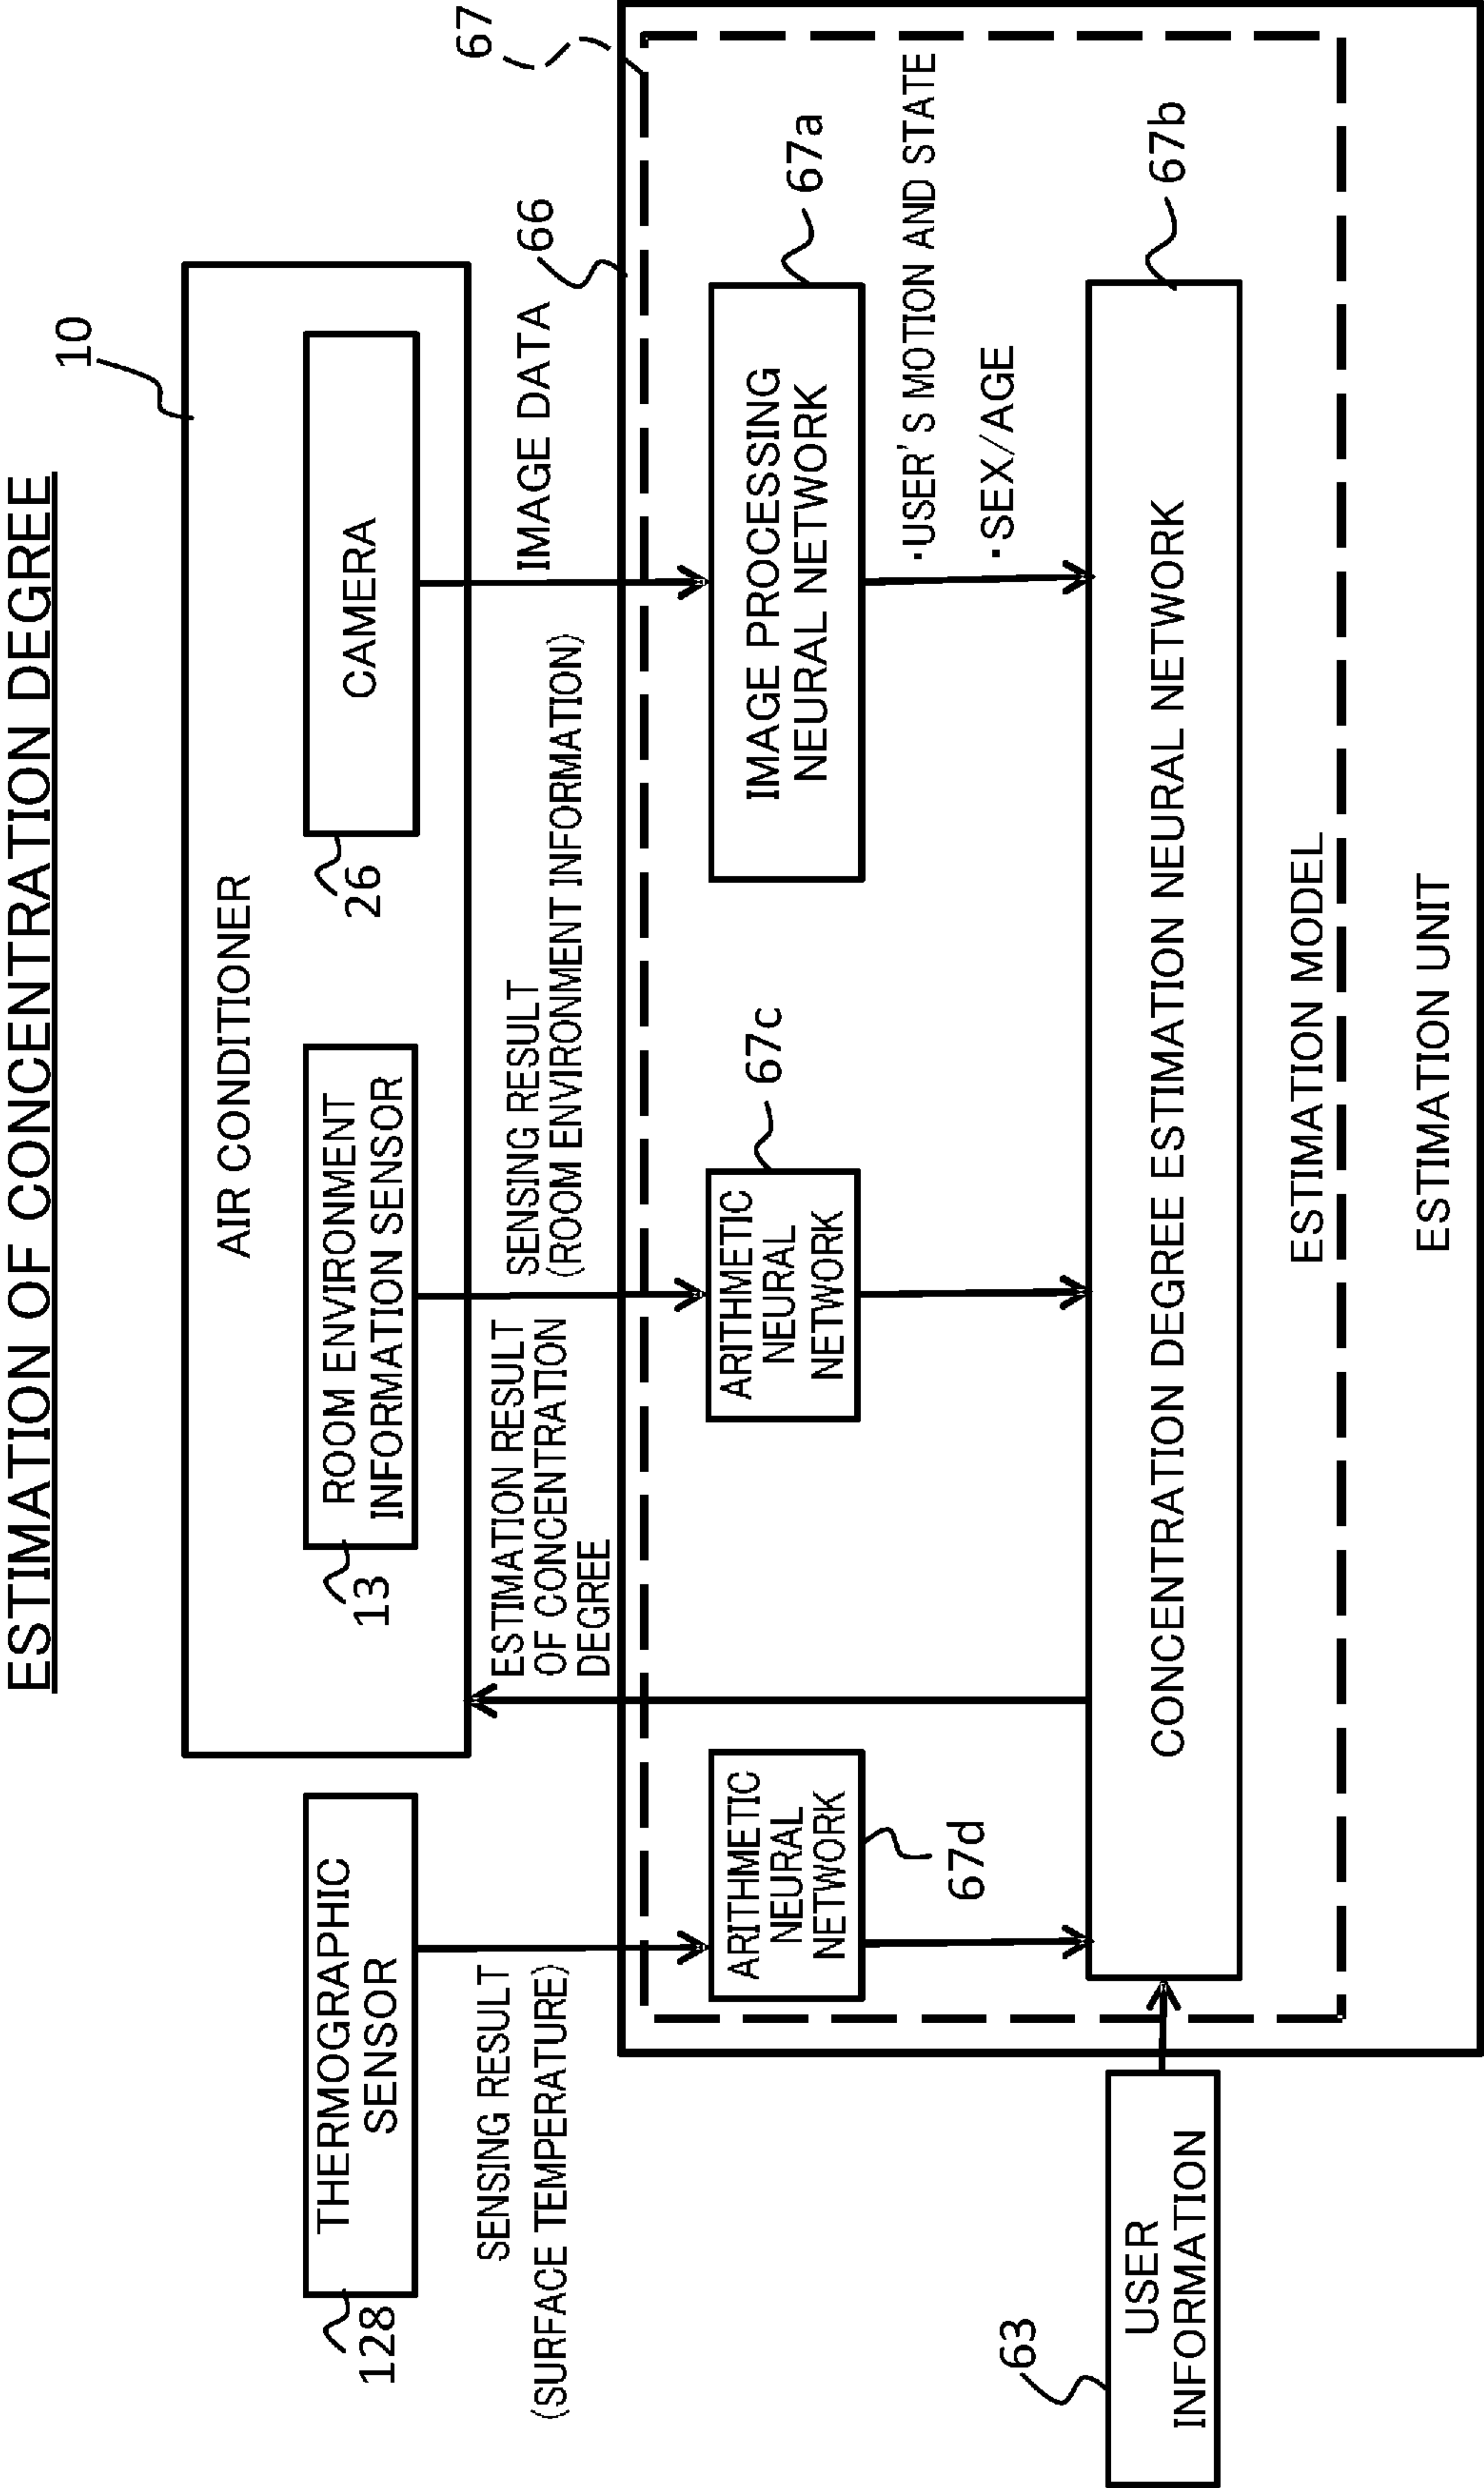 ESTIMATION OF CONCENTRATION DEGREE
10
AIR CONDITIONER
THERMOGRAPHIC
SENSOR
128
ROOM ENVIRONMENT
INFORMATION SENSOR
13
CAMERA
26
SENSING RESULT
(SURFACE TEMPERATURE)
ESTIMATION RESULT
OF CONCENTRATION
DEGREE
SENSING RESULT
(ROOM ENVIRONMENT INFORMATION)
IMAGE DATA
66
67
ARITHMETIC
NEURAL
NETWORK
67d
ARITHMETIC
NEURAL
NETWORK
67c
IMAGE PROCESSING
NEURAL NETWORK
67a
・USER'S MOTION AND STATE
・SEX/AGE
63
USER
INFORMATION
CONCENTRATION DEGREE ESTIMATION NEURAL NETWORK
67b
ESTIMATION MODEL
ESTIMATION UNIT